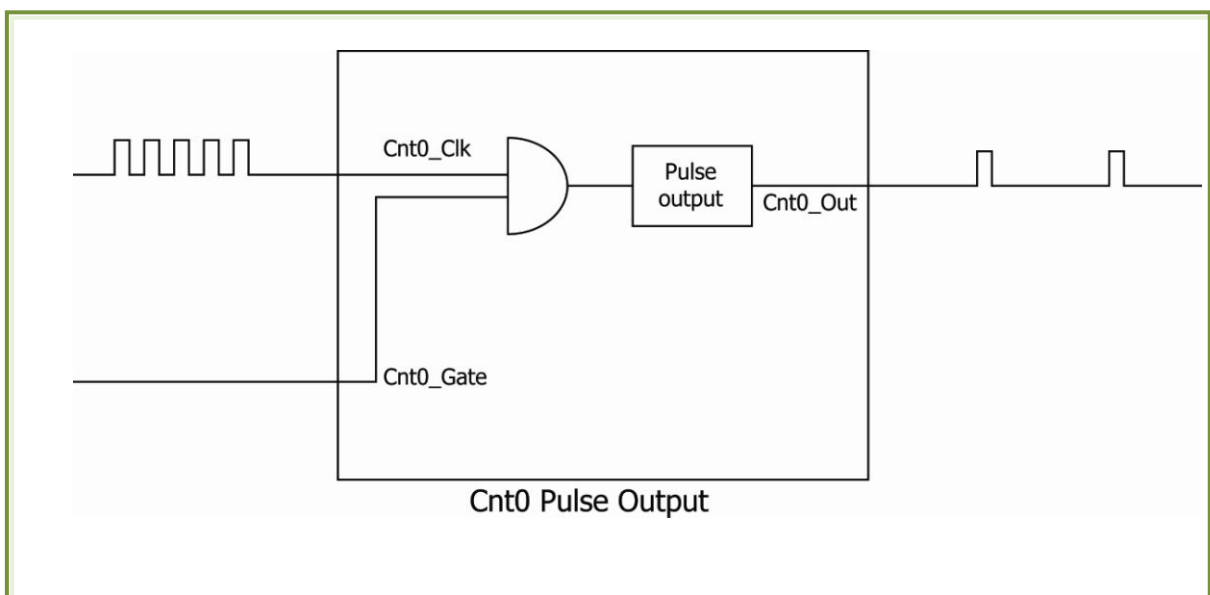 Cnt0_Clk
Pulse
output
Cnt0_Out
Cnt0_Gate
Cnt0 Pulse Output